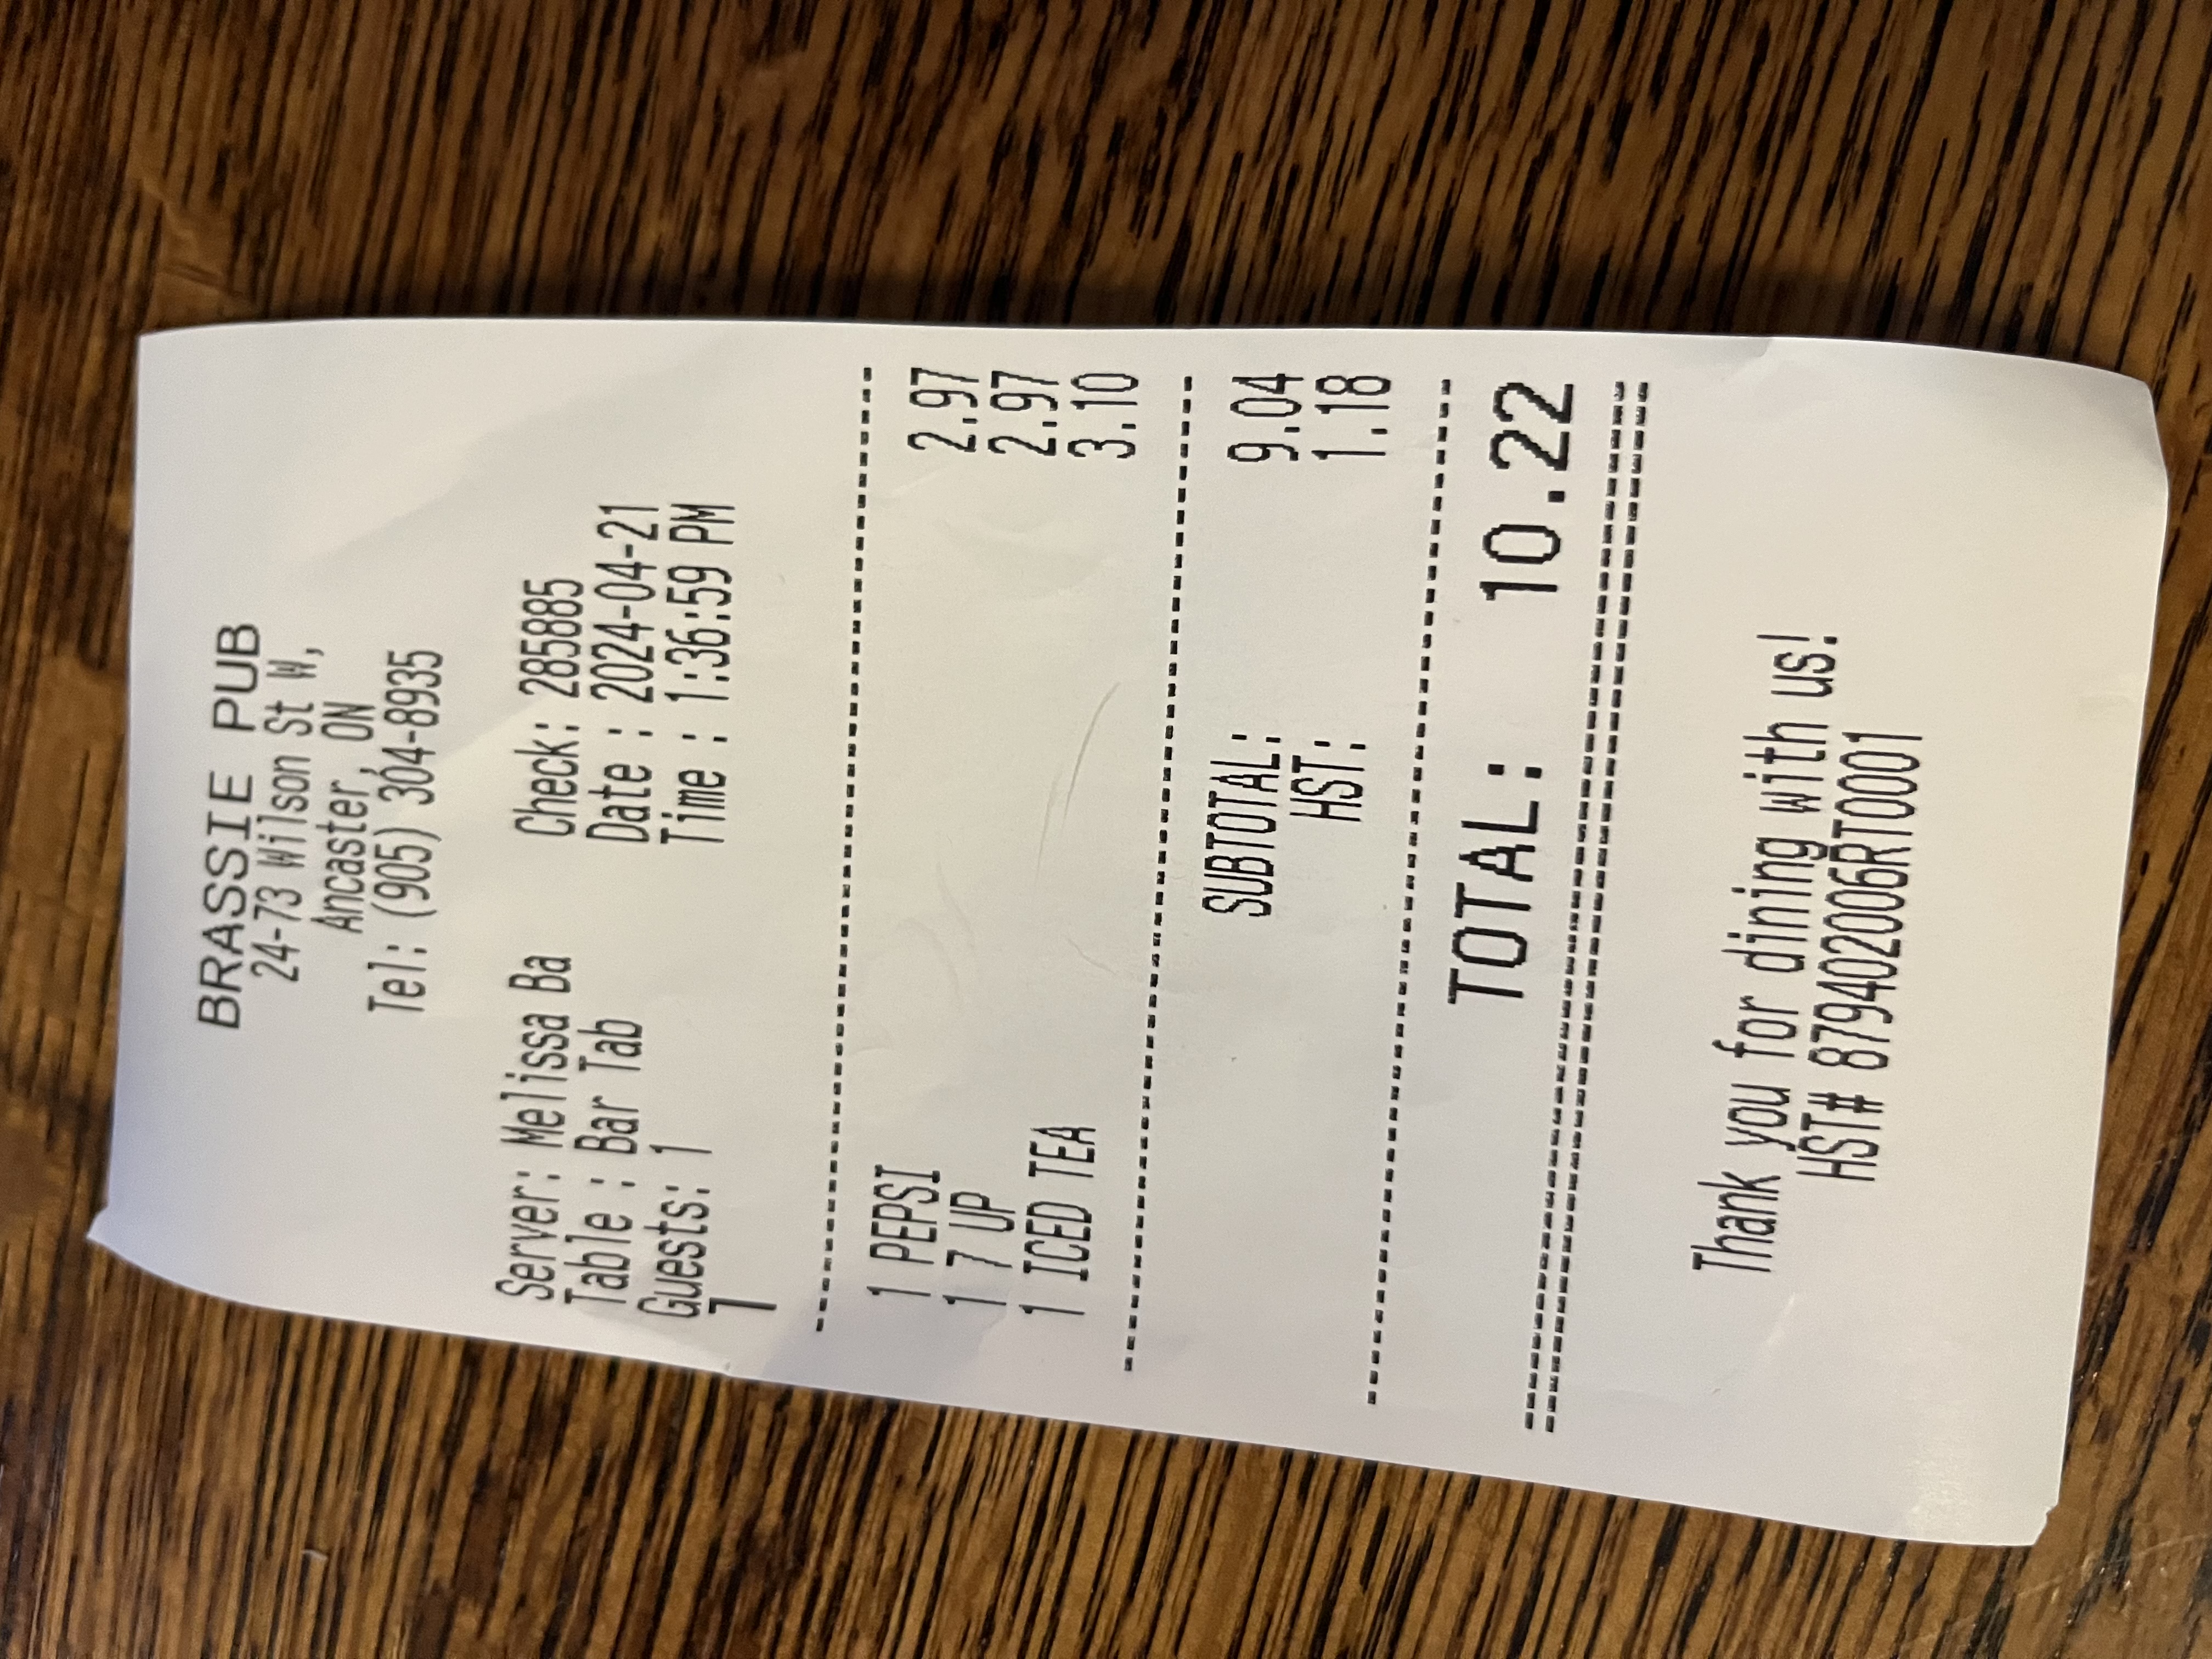 BRASSIE PUB
24-73 Wilson St W,
Ancaster, ON
Tel: (905) 304-8935
Server: Melissa Ba Check: 285885
Table : Bar Tab Date : 2024-04-21
Guests: 1 Time : 1:36:59 PM
1
1 PEPSI 2.97
1 7 UP 2.97
1 ICED TEA 3.10
SUBTOTAL: 9.04
HST: 1.18
TOTAL: 10.22
Thank you for dining with us!
HST# 879402006RT0001